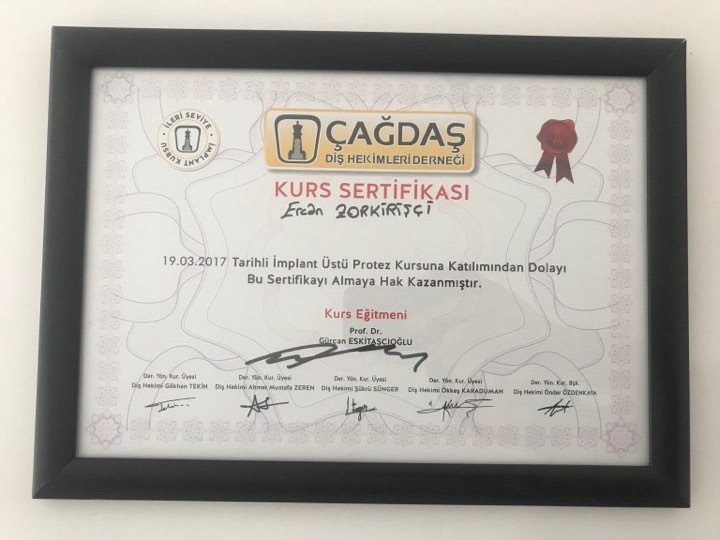 İLERİ SEVİYE
İMPLANT KURSU
ÇAĞDAŞ
DİŞ HEKİMLERİ DERNEĞİ
KURS SERTİFİKASI
Ercan ZORKİRİŞÇİ
19.03.2017 Tarihli İmplant Üstü Protez Kursuna Katılımından Dolayı
Bu Sertifikayı Almaya Hak Kazanmıştır.
Kurs Eğitmeni
Prof. Dr.
Gürcan ESKİTAŞCIOĞLU
Der. Yön. Kur. Üyesi Der. Yön. Kur. Üyesi Der. Yön. Kur. Üyesi Der. Yön. Kur. Üyesi Der. Yön. Kur. Bşk.
Diş Hekimi Gökhan TEKİN Diş Hekimi Ahmet Mustafa ZEREN Diş Hekimi Şükrü SÜNGER Diş Hekimi Ökkeş KARADUMAN Diş Hekimi Önder ÖZDENKAYA